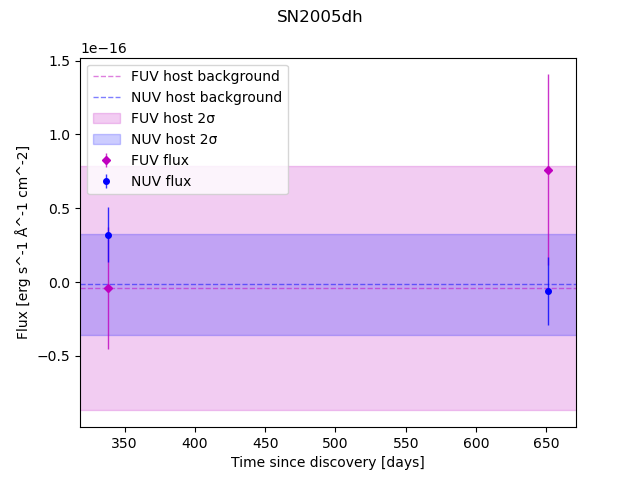 SN2005dh
1e−16
1.5
1.0
0.5
0.0
−0.5
Flux [erg s^-1 Å^-1 cm^-2]
FUV host background
NUV host background
FUV host 2σ
NUV host 2σ
FUV flux
NUV flux
350 400 450 500 550 600 650
Time since discovery [days]